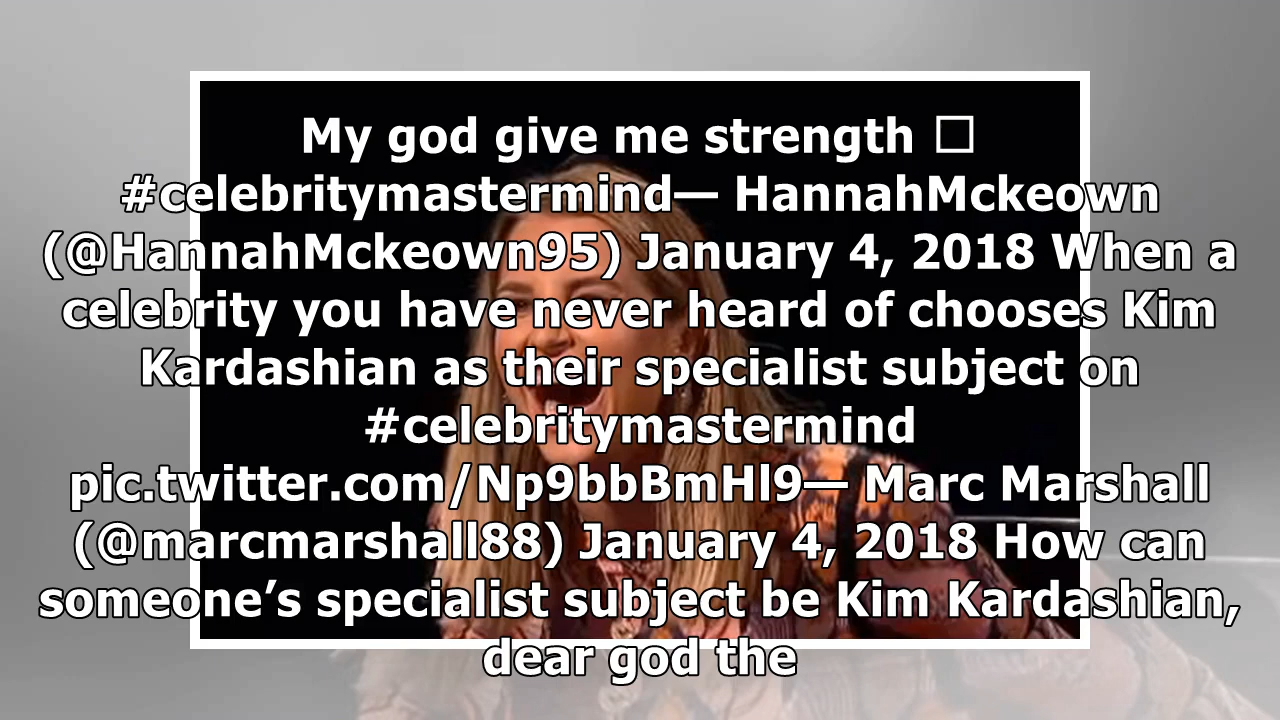 My god give me strength □
#celebritymastermind— HannahMckeown
(@HannahMckeown95) January 4, 2018 When a
celebrity you have never heard of chooses Kim
Kardashian as their specialist subject on
#celebritymastermind
pic.twitter.com/Np9bbBmHl9— Marc Marshall
(@marcmarshall88) January 4, 2018 How can
someone’s specialist subject be Kim Kardashian,
dear god the